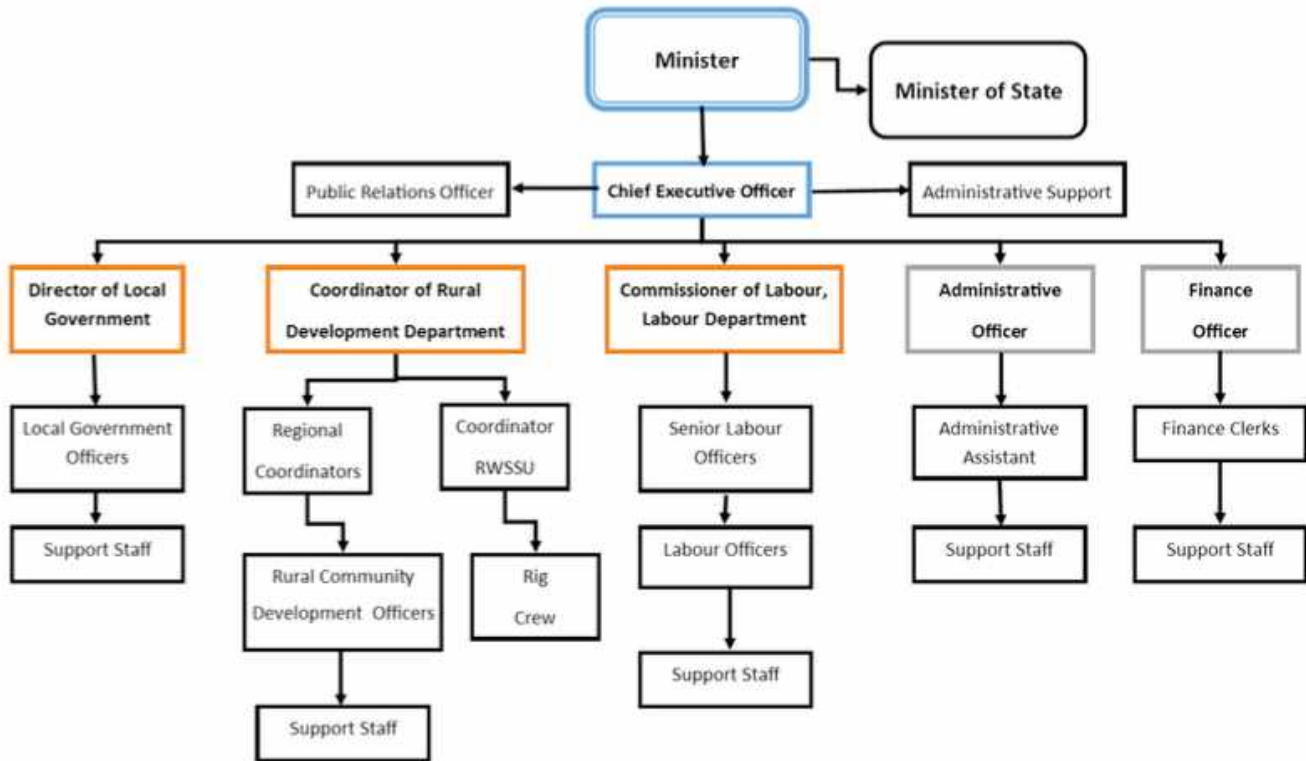 Minister
Minister of State
Public Relations Officer
Chief Executive Officer
Administrative Support
Director of Local
Government
Coordinator of Rural
Development Department
Commissioner of Labour,
Labour Department
Administrative
Officer
Finance
Officer
Local Government
Officers
Regional
Coordinators
Coordinator
RWSSU
Senior Labour
Officers
Administrative
Assistant
Finance Clerks
Support Staff
Rural Community
Development Officers
Rig
Crew
Labour Officers
Support Staff
Support Staff
Support Staff
Support Staff